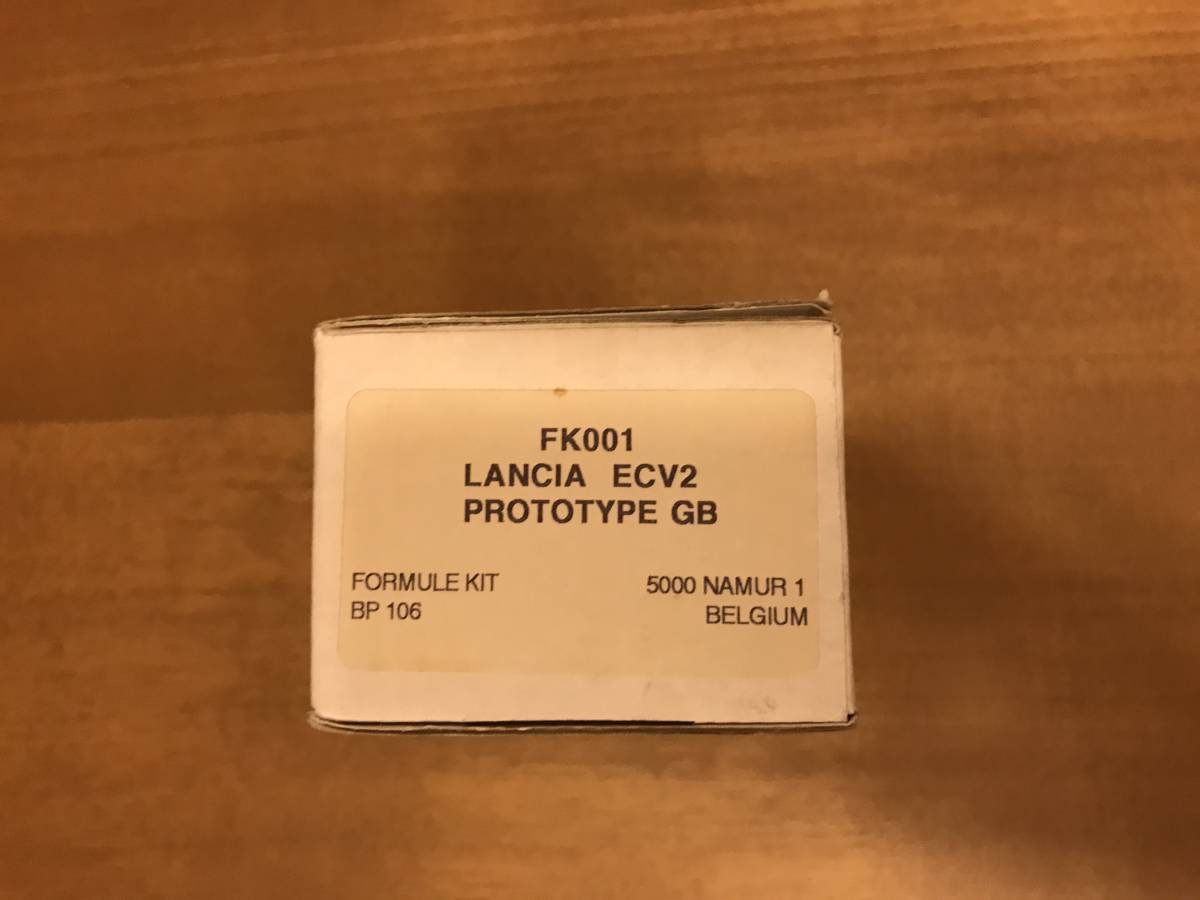 FK001
LANCIA ECV2
PROTOTYPE GB
FORMULE KIT
BP 106
5000 NAMUR 1
BELGIUM